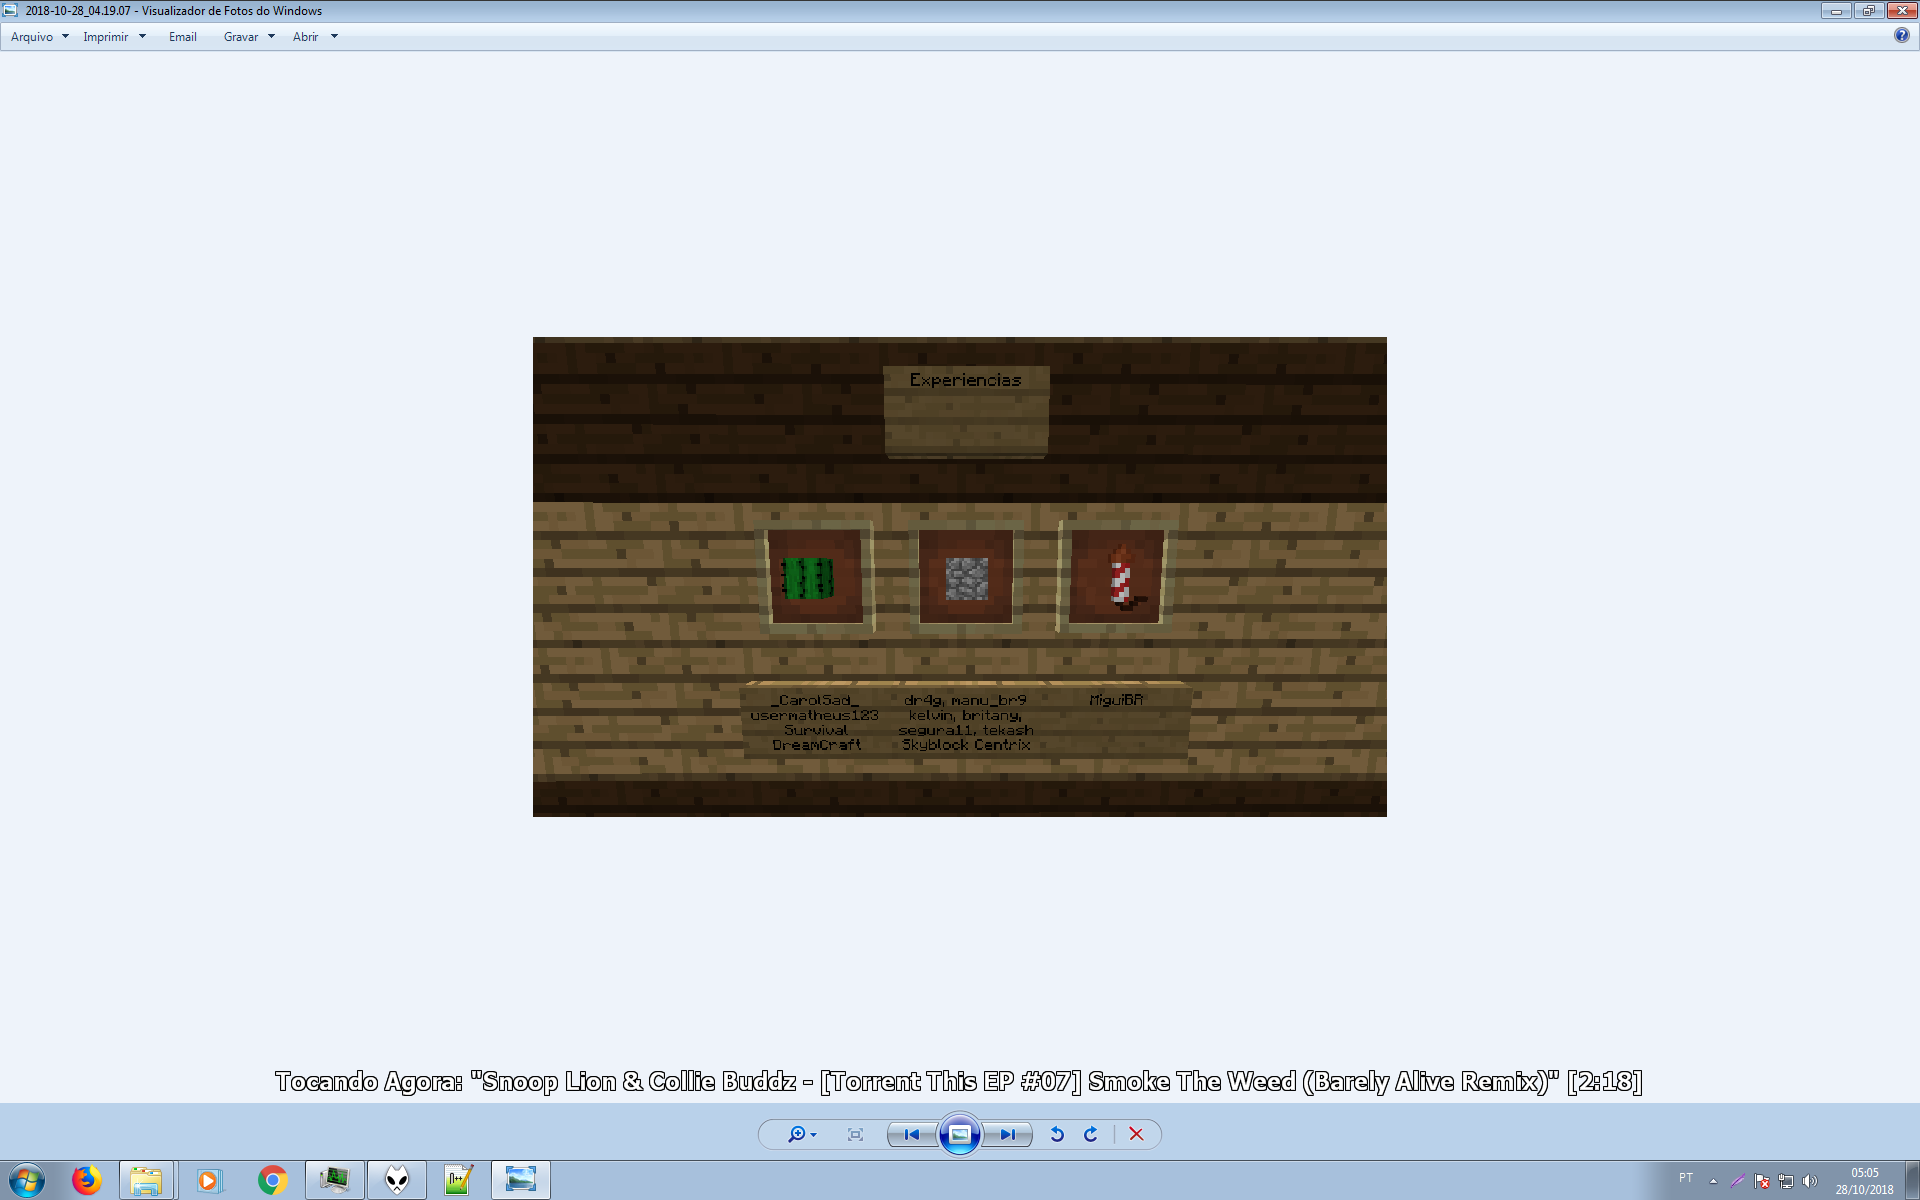 2018-10-28_04.19.07 - Visualizador de Fotos do Windows
Arquivo Imprimir Email Gravar Abrir
Experiencias
_CarolSad_
usermatheus123
Survival
DreamCraft
dr4g, manu_br9
kelvin, britany,
segura11, tekash
Skyblock Centrix
MiguiBR
Tocando Agora: "Snoop Lion & Collie Buddz - [Torrent This EP #07] Smoke The Weed (Barely Alive Remix)" [2:18]
PT
05:05
28/10/2018